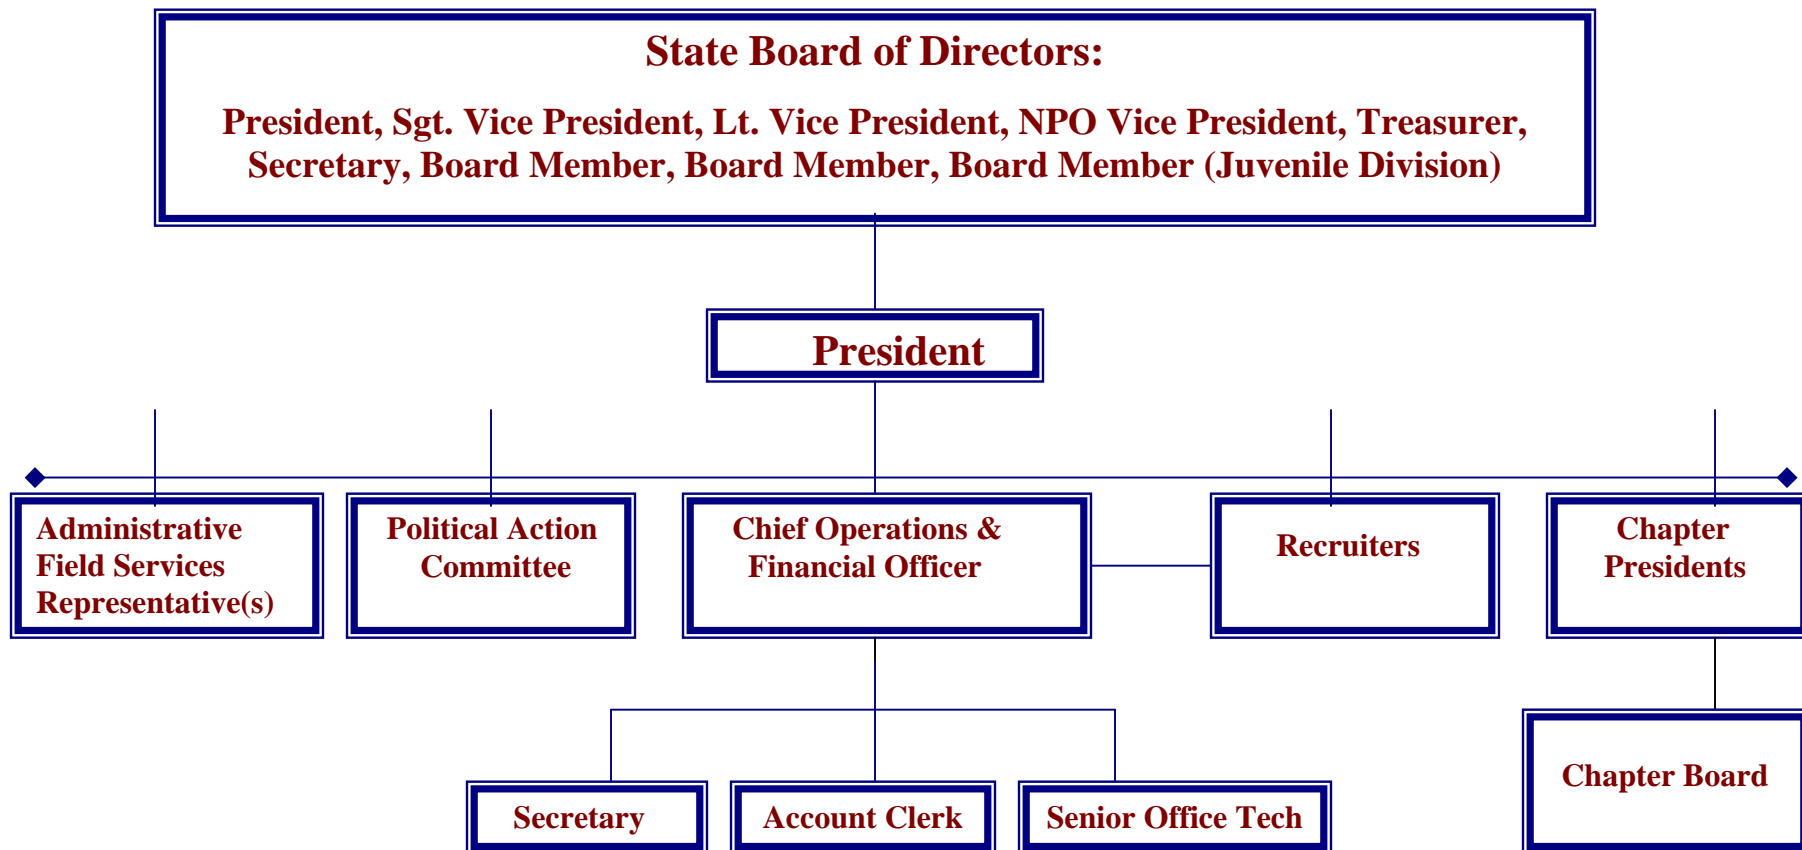 State Board of Directors:
President, Sgt. Vice President, Lt. Vice President, NPO Vice President, Treasurer,
Secretary, Board Member, Board Member, Board Member (Juvenile Division)
President
Administrative
Field Services
Representative(s)
Political Action
Committee
Chief Operations &
Financial Officer
Recruiters
Chapter
Presidents
Secretary
Account Clerk
Senior Office Tech
Chapter Board